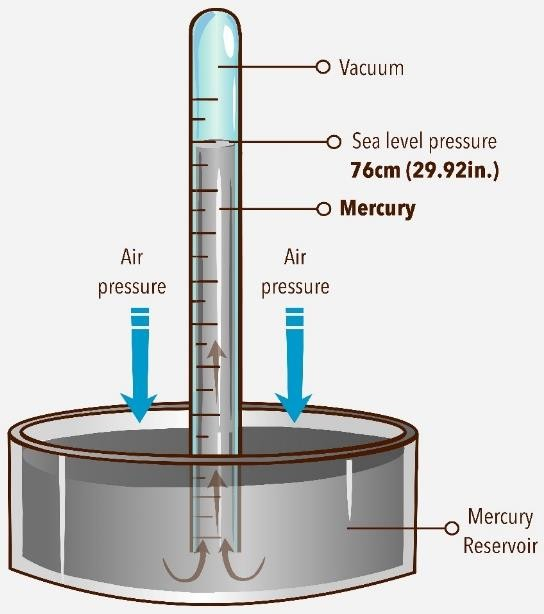 Vacuum
Sea level pressure
76cm (29.92in.)
Mercury
Air
pressure
Air
pressure
Mercury
Reservoir